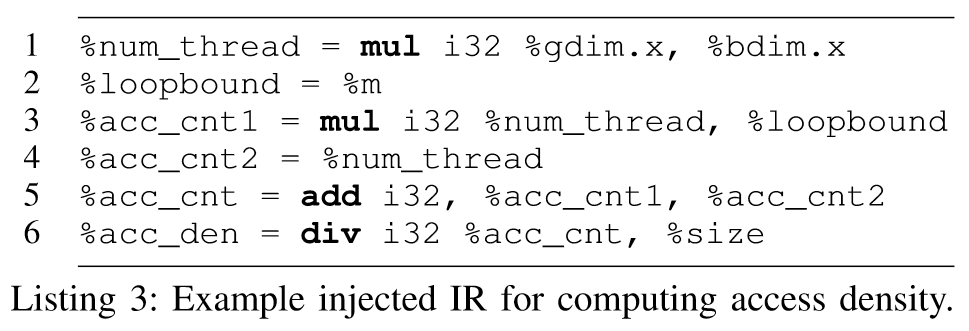 1 %num_thread = mul i32 %gdim.x, %bdim.x
2 %loopbound = %m
3 %acc_cnt1 = mul i32 %num_thread, %loopbound
4 %acc_cnt2 = %num_thread
5 %acc_cnt = add i32, %acc_cnt1, %acc_cnt2
6 %acc_den = div i32 %acc_cnt, %size
Listing 3: Example injected IR for computing access density.